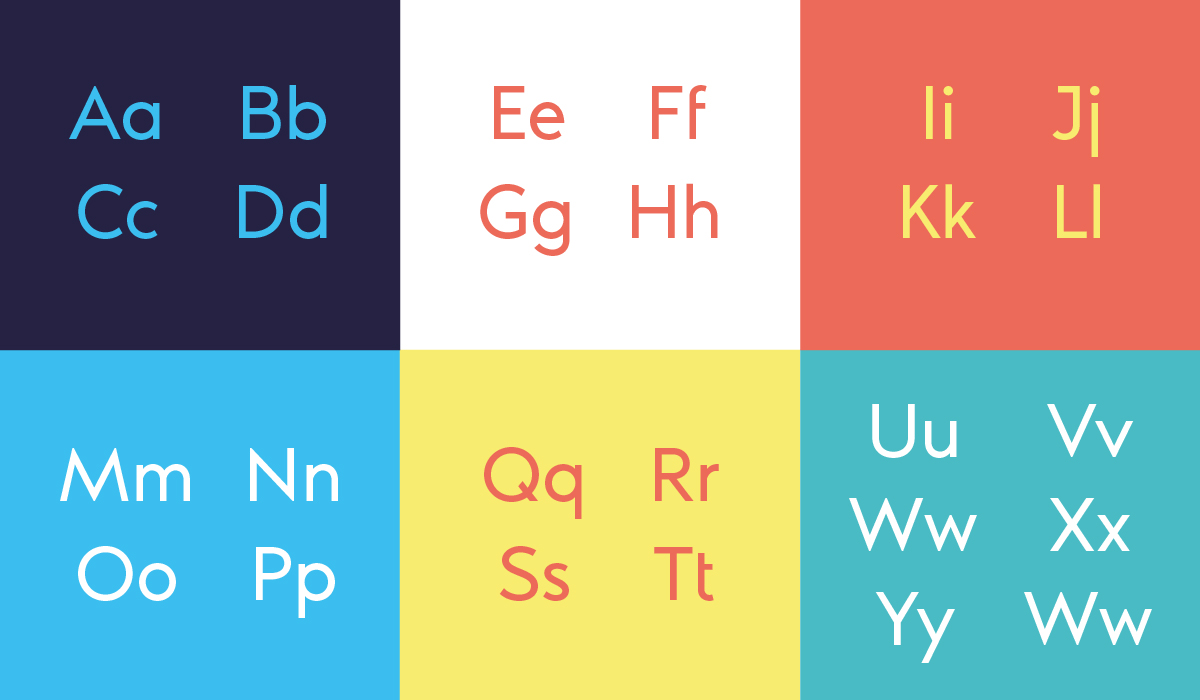 Aa Bb
Cc Dd
Ee Ff
Gg Hh
Ii Jj
Kk Ll
Mm Nn
Oo Pp
Qq Rr
Ss Tt
Uu Vv
Ww Xx
Yy Ww